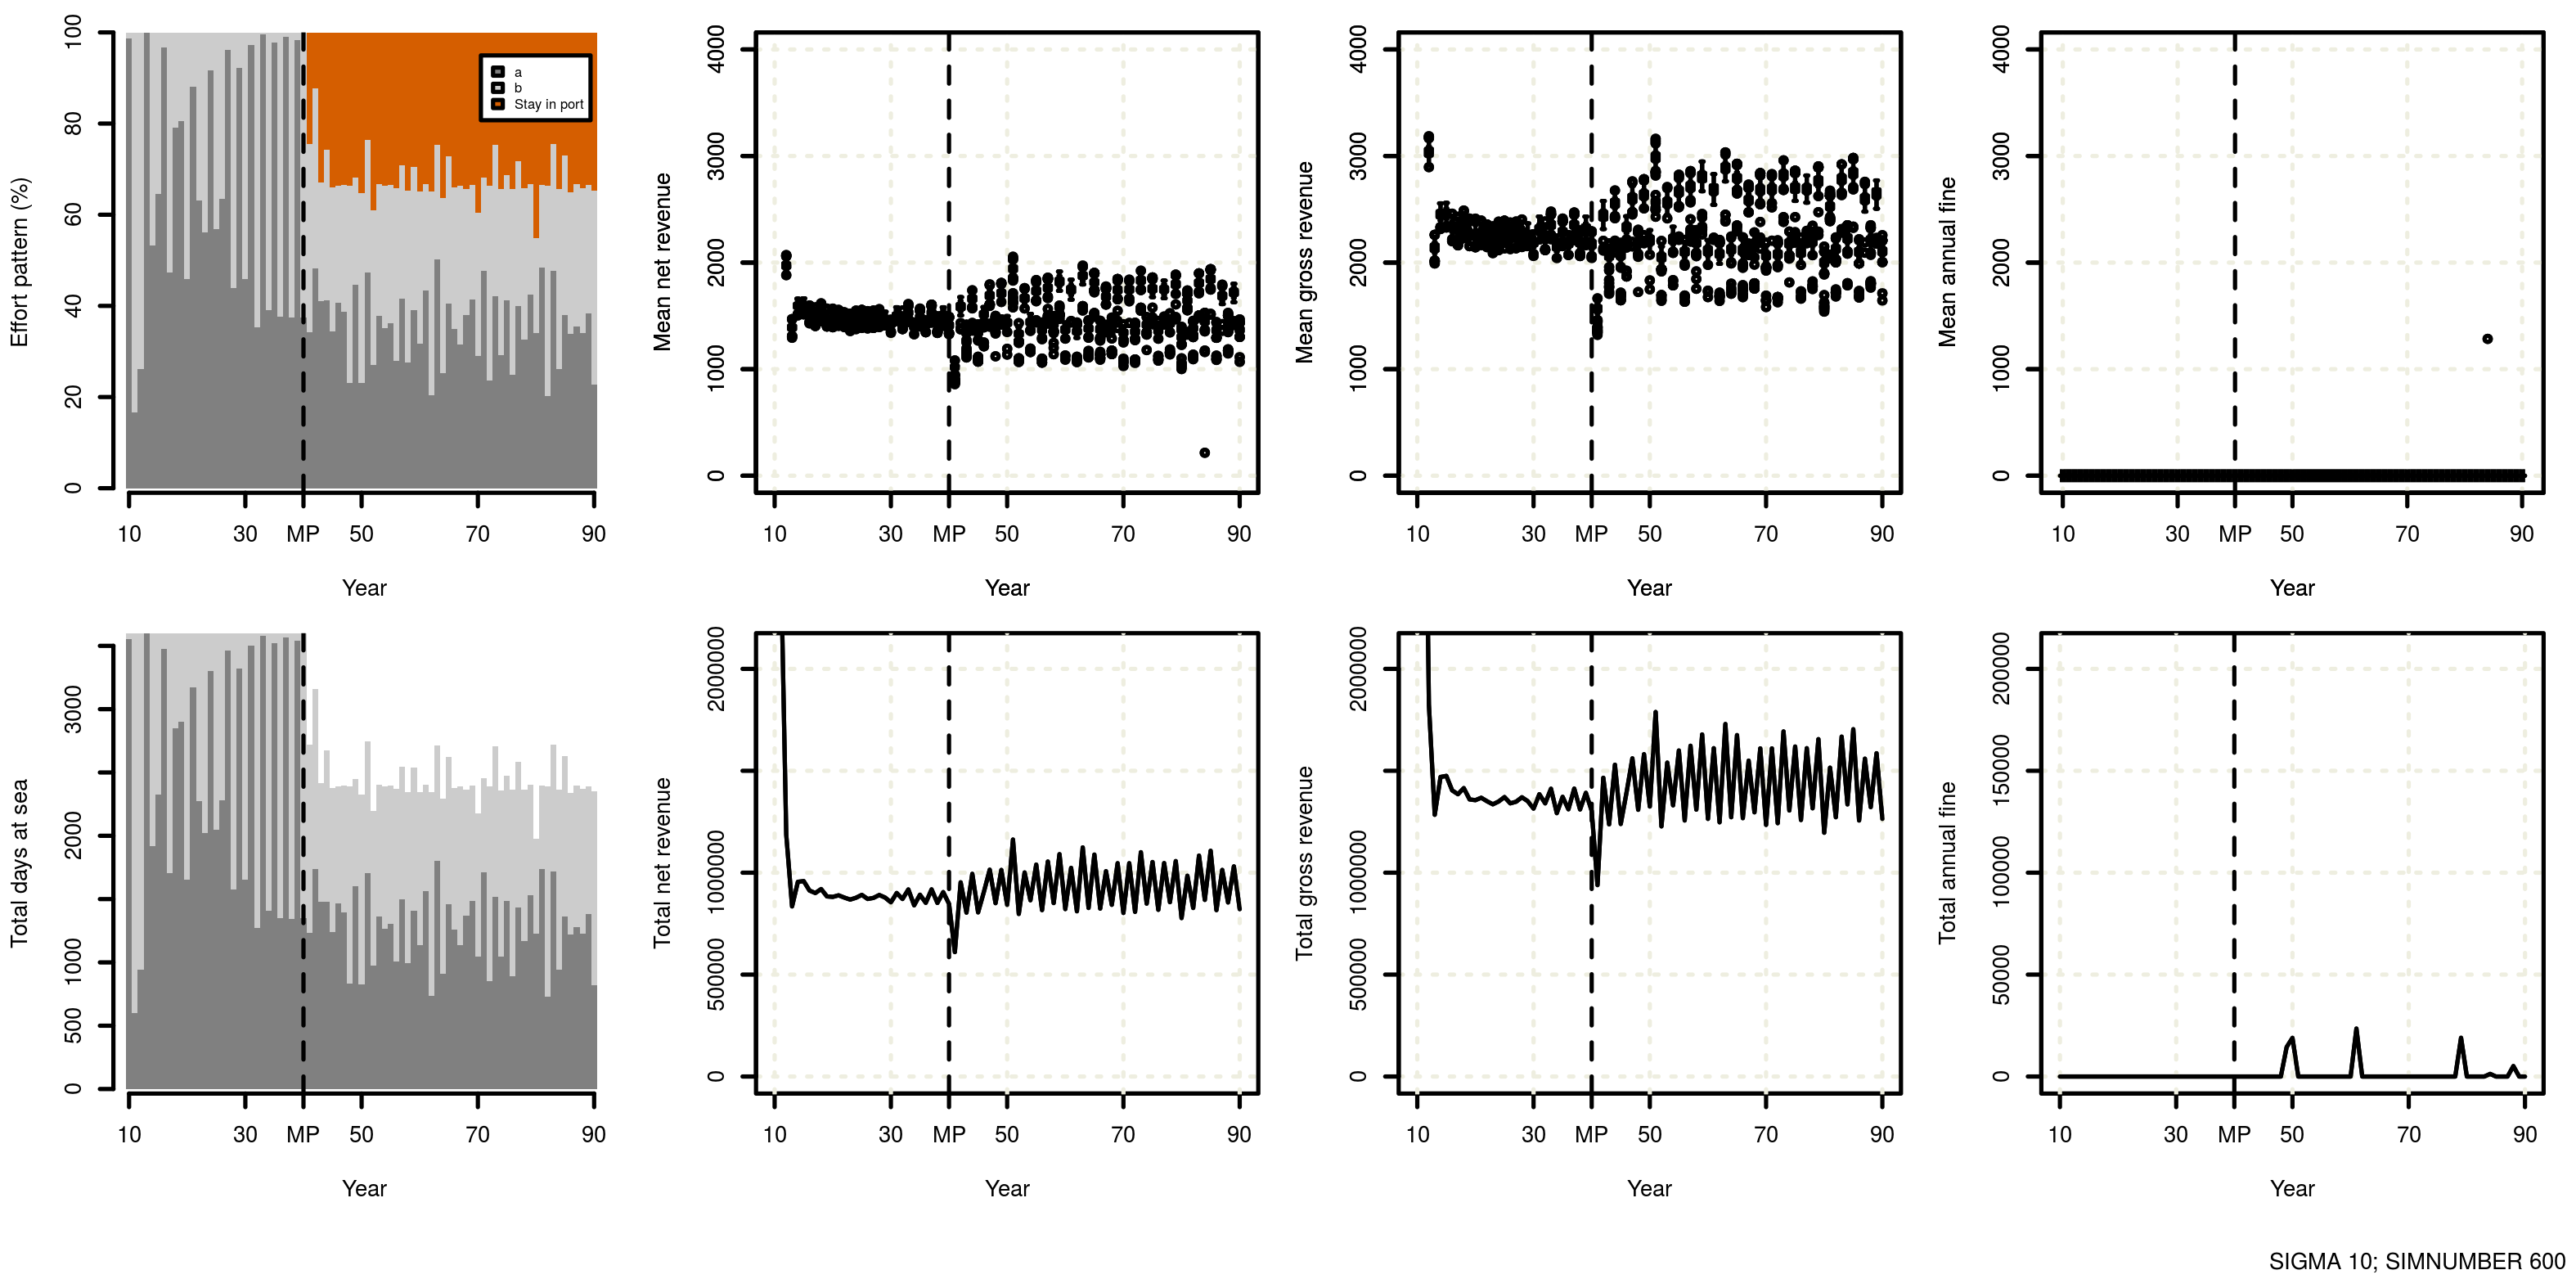 Effort pattern (%)
0 20 40 60 80 100
a
b
Stay in port
10 30 MP 50 70 90
Year
Mean net revenue
0 1000 2000 3000 4000
10 30 MP 50 70 90
Year
Mean gross revenue
0 1000 2000 3000 4000
10 30 MP 50 70 90
Year
Mean annual fine
0 1000 2000 3000 4000
10 30 MP 50 70 90
Year
Total days at sea
0 500 1000 2000 3000
10 30 MP 50 70 90
Year
Total net revenue
0 500000 1000000 2000000
10 30 MP 50 70 90
Year
Total gross revenue
0 500000 1000000 2000000
10 30 MP 50 70 90
Year
Total annual fine
0 50000 100000 150000 200000
10 30 MP 50 70 90
Year
SIGMA 10; SIMNUMBER 600